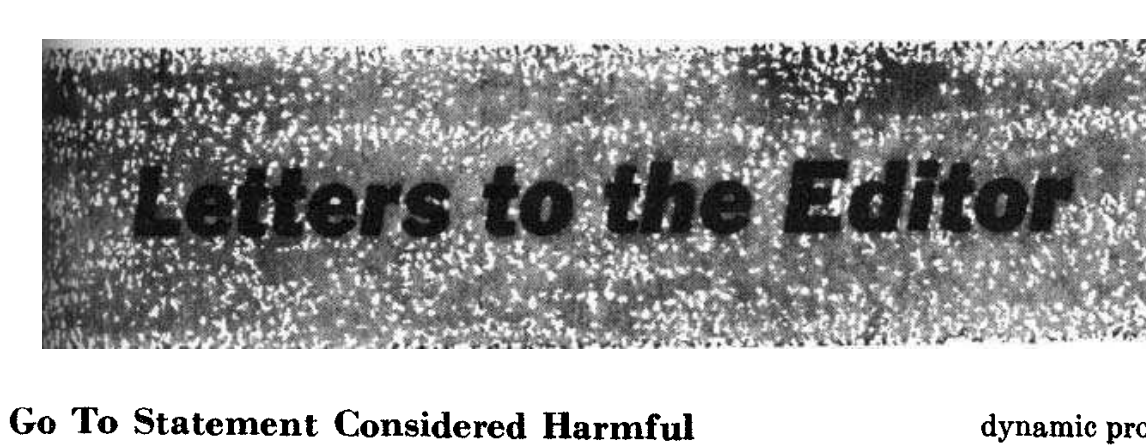 Letters to the Editor
Go To Statement Considered Harmful
dynamic pro